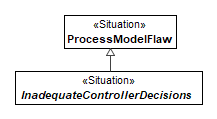 «Situation»
ProcessModelFlaw
«Situation»
InadequateControllerDecisions